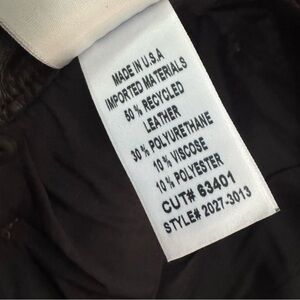 MADE IN U.S.A
IMPORTED MATERIALS
50 % RECYCLED
LEATHER
30 % POLYURETHANE
10 % VISCOSE
10 % POLYESTER
CUT# 63401
STYLE# 2027-3013